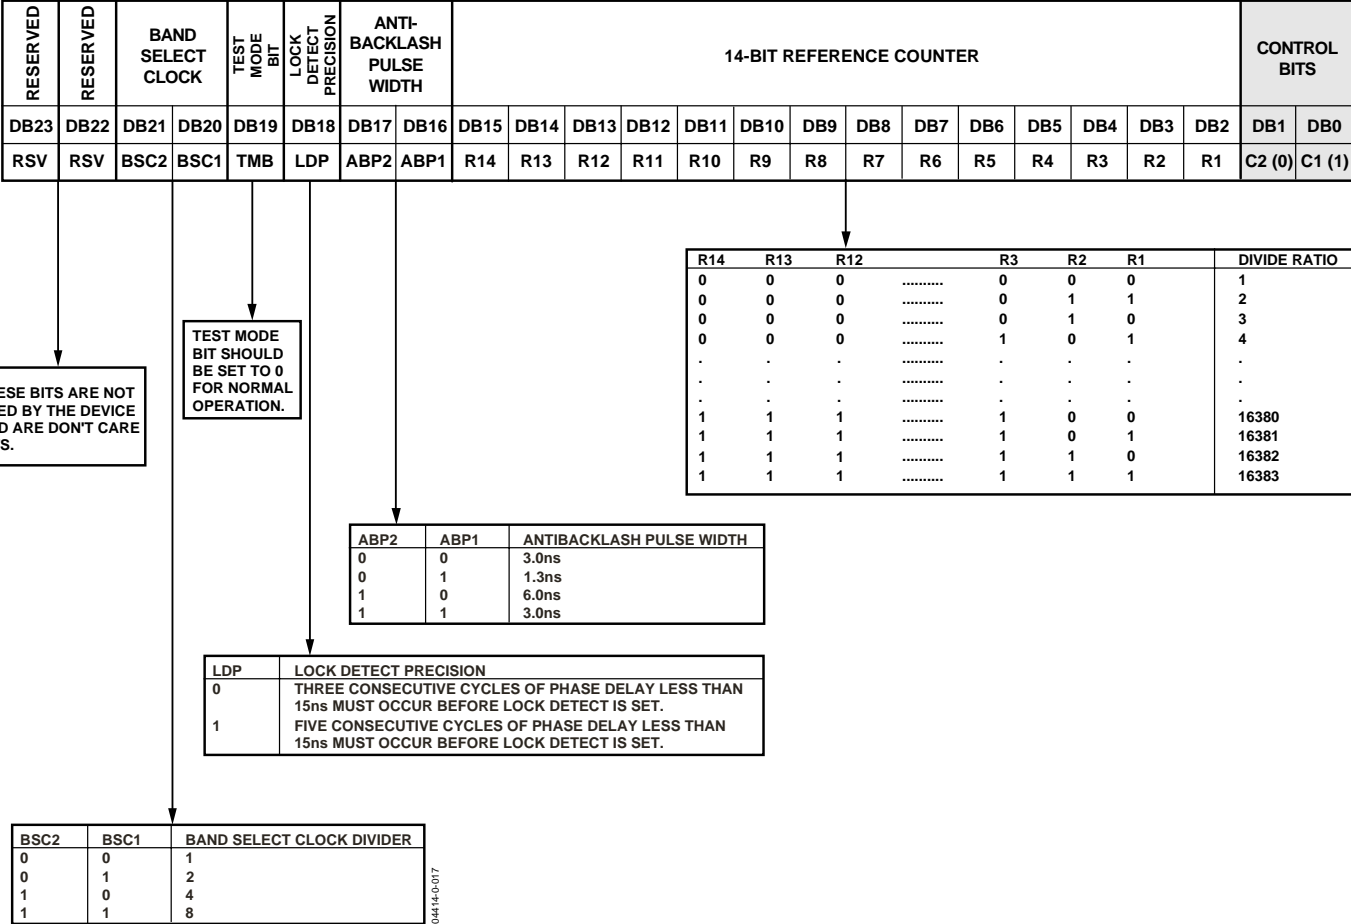 RESERVED
RESERVED
BAND
SELECT
CLOCK
TEST
MODE
BIT
LOCK
DETECT
PRECISION
ANTI-
BACKLASH
PULSE
WIDTH
14-BIT REFERENCE COUNTER
CONTROL
BITS
DB23 DB22 DB21 DB20 DB19 DB18 DB17 DB16 DB15 DB14 DB13 DB12 DB11 DB10 DB9 DB8 DB7 DB6 DB5 DB4 DB3 DB2 DB1 DB0
RSV RSV BSC2 BSC1 TMB LDP ABP2 ABP1 R14 R13 R12 R11 R10 R9 R8 R7 R6 R5 R4 R3 R2 R1 C2 (0) C1 (1)
R14 R13 R12 R3 R2 R1 DIVIDE RATIO
0 0 0 .......... 0 0 0 1
0 0 0 .......... 0 1 1 2
0 0 0 .......... 0 1 0 3
0 0 0 .......... 1 0 1 4
. . . .......... . . . .
. . . .......... . . . .
. . . .......... . . . .
1 1 1 .......... 1 0 0 16380
1 1 1 .......... 1 0 1 16381
1 1 1 .......... 1 1 0 16382
1 1 1 .......... 1 1 1 16383
TEST MODE
BIT SHOULD
BE SET TO 0
FOR NORMAL
OPERATION.
ESE BITS ARE NOT
ED BY THE DEVICE
D ARE DON'T CARE
S.
ABP2 ABP1 ANTIBACKLASH PULSE WIDTH
0 0 3.0ns
0 1 1.3ns
1 0 6.0ns
1 1 3.0ns
LDP LOCK DETECT PRECISION
0 THREE CONSECUTIVE CYCLES OF PHASE DELAY LESS THAN
15ns MUST OCCUR BEFORE LOCK DETECT IS SET.
1 FIVE CONSECUTIVE CYCLES OF PHASE DELAY LESS THAN
15ns MUST OCCUR BEFORE LOCK DETECT IS SET.
BSC2 BSC1 BAND SELECT CLOCK DIVIDER
0 0 1
0 1 2
1 0 4
1 1 8
04414-0-017